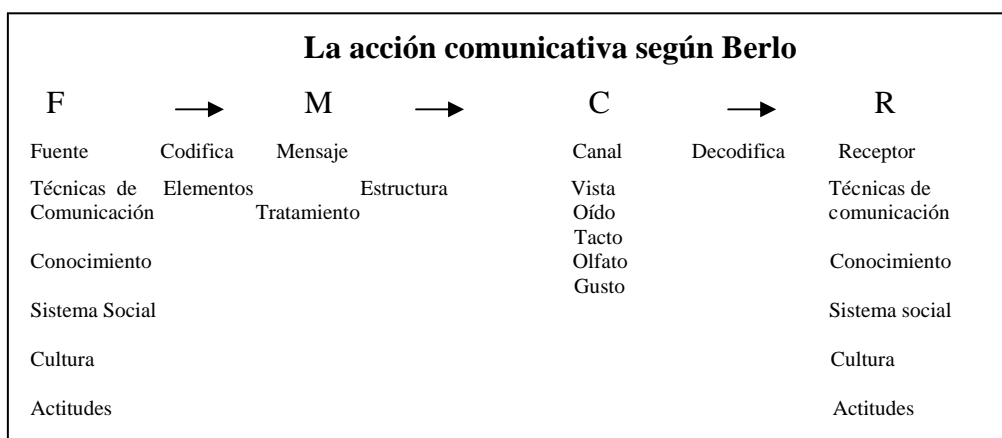 La acción comunicativa según Berlo
F M C R
Fuente Codifica Mensaje Canal Decodifica Receptor
Técnicas de Elementos Estructura Vista Técnicas de
Comunicación Tratamiento Oído comunicación
Tacto
Conocimiento Olfato Conocimiento
Gusto
Sistema Social Sistema social
Cultura Cultura
Actitudes Actitudes